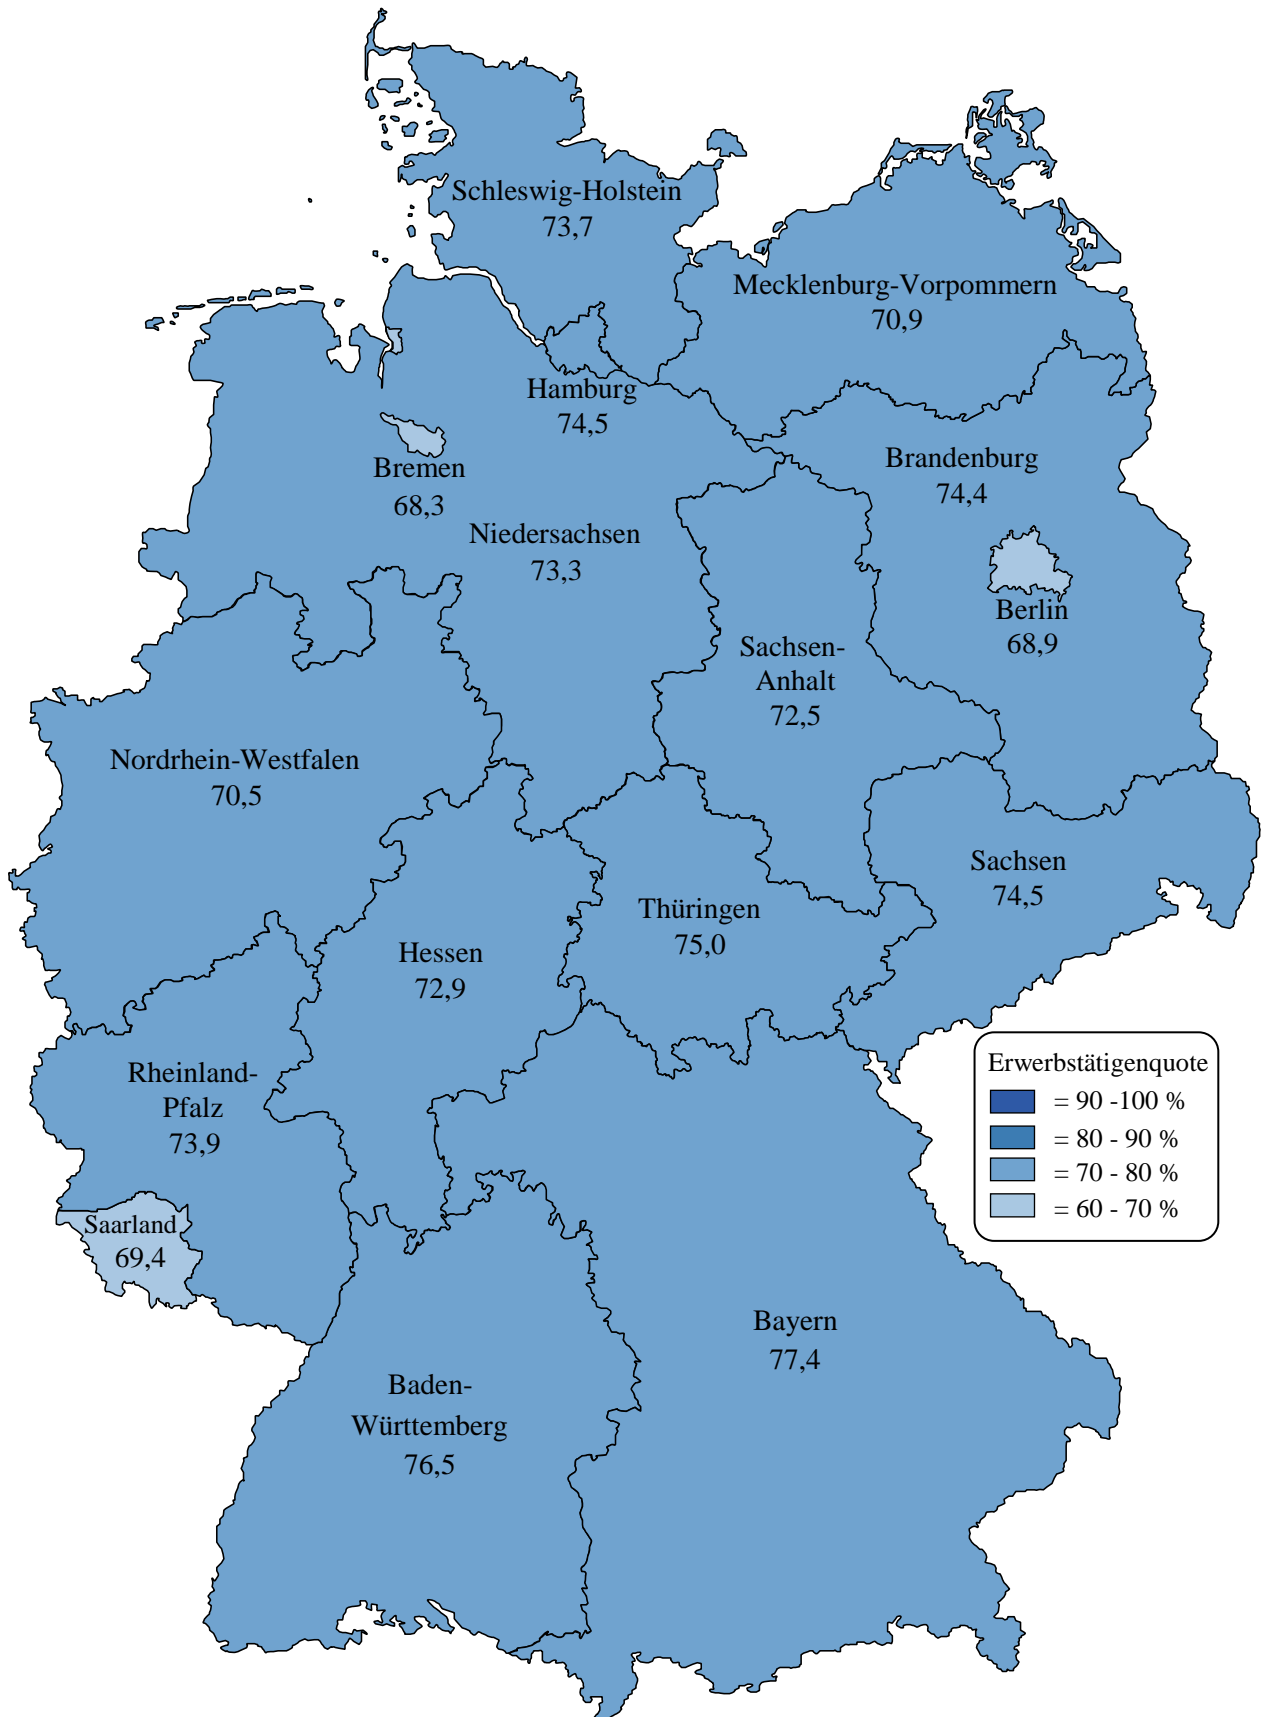 Schleswig-Holstein
73,7
Mecklenburg-Vorpommern
70,9
Hamburg
74,5
Bremen
68,3
Brandenburg
74,4
Niedersachsen
73,3
Berlin
68,9
Sachsen-
Anhalt
72,5
Nordrhein-Westfalen
70,5
Sachsen
74,5
Thüringen
75,0
Hessen
72,9
Rheinland-
Pfalz
73,9
Erwerbstätigenquote
= 90 -100 %
= 80 - 90 %
= 70 - 80 %
= 60 - 70 %
Saarland
69,4
Bayern
77,4
Baden-
Württemberg
76,5